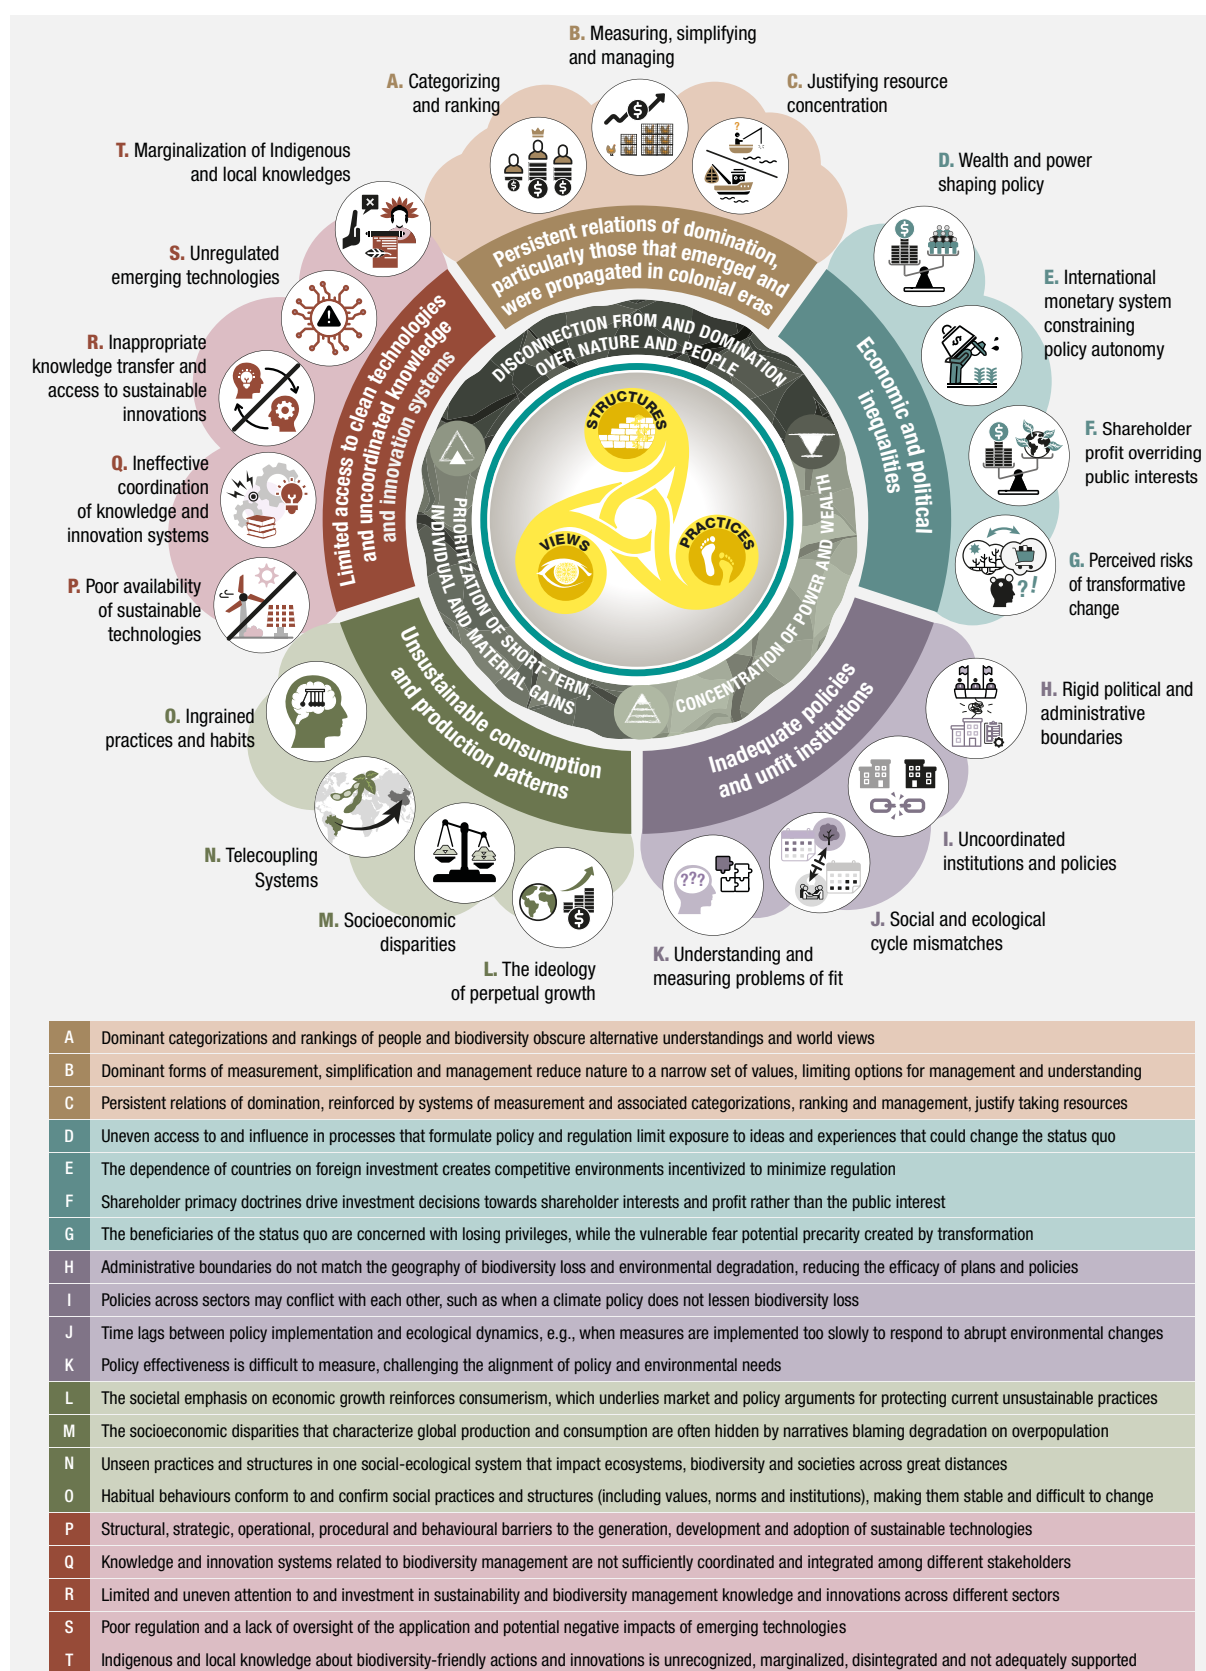 B. Measuring, simplifying
and managing
A. Categorizing
and ranking
C. Justifying resource
concentration
T. Marginalization of Indigenous
and local knowledges
D. Wealth and power
shaping policy
S. Unregulated
emerging technologies
E. International
monetary system
constraining
policy autonomy
R. Inappropriate
knowledge transfer and
access to sustainable
innovations
F. Shareholder
profit overriding
public interests
Q. Ineffective
coordination
of knowledge and
innovation systems
G. Perceived risks
of transformative
change
P. Poor availability
of sustainable
technologies
H. Rigid political and
administrative
boundaries
O. Ingrained
practices and habits
I. Uncoordinated
institutions and policies
N. Telecoupling
Systems
J. Social and ecological
cycle mismatches
M. Socioeconomic
disparities
K. Understanding and
measuring problems of fit
L. The ideology
of perpetual growth
Persistent relations of domination,
particularly those that emerged and
were propagated in colonial eras
Economic and political
inequalities
Inadequate policies
and unfit institutions
Unsustainable consumption
and production patterns
Limited access to clean technologies
and uncoordinated knowledge
and innovation systems
DISCONNECTION FROM AND DOMINATION
OVER NATURE AND PEOPLE
CONCENTRATION OF POWER AND WEALTH
PRIORITIZATION OF SHORT-TERM,
INDIVIDUAL AND MATERIAL GAINS
STRUCTURES
VIEWS
PRACTICES
$
$
$
$
?
$
$
$
?!
???
$
A Dominant categorizations and rankings of people and biodiversity obscure alternative understandings and world views
B Dominant forms of measurement, simplification and management reduce nature to a narrow set of values, limiting options for management and understanding
C Persistent relations of domination, reinforced by systems of measurement and associated categorizations, ranking and management, justify taking resources
D Uneven access to and influence in processes that formulate policy and regulation limit exposure to ideas and experiences that could change the status quo
E The dependence of countries on foreign investment creates competitive environments incentivized to minimize regulation
F Shareholder primacy doctrines drive investment decisions towards shareholder interests and profit rather than the public interest
G The beneficiaries of the status quo are concerned with losing privileges, while the vulnerable fear potential precarity created by transformation
H Administrative boundaries do not match the geography of biodiversity loss and environmental degradation, reducing the efficacy of plans and policies
I Policies across sectors may conflict with each other, such as when a climate policy does not lessen biodiversity loss
J Time lags between policy implementation and ecological dynamics, e.g., when measures are implemented too slowly to respond to abrupt environmental changes
K Policy effectiveness is difficult to measure, challenging the alignment of policy and environmental needs
L The societal emphasis on economic growth reinforces consumerism, which underlies market and policy arguments for protecting current unsustainable practices
M The socioeconomic disparities that characterize global production and consumption are often hidden by narratives blaming degradation on overpopulation
N Unseen practices and structures in one social-ecological system that impact ecosystems, biodiversity and societies across great distances
O Habitual behaviours conform to and confirm social practices and structures (including values, norms and institutions), making them stable and difficult to change
P Structural, strategic, operational, procedural and behavioural barriers to the generation, development and adoption of sustainable technologies
Q Knowledge and innovation systems related to biodiversity management are not sufficiently coordinated and integrated among different stakeholders
R Limited and uneven attention to and investment in sustainability and biodiversity management knowledge and innovations across different sectors
S Poor regulation and a lack of oversight of the application and potential negative impacts of emerging technologies
T Indigenous and local knowledge about biodiversity-friendly actions and innovations is unrecognized, marginalized, disintegrated and not adequately supported